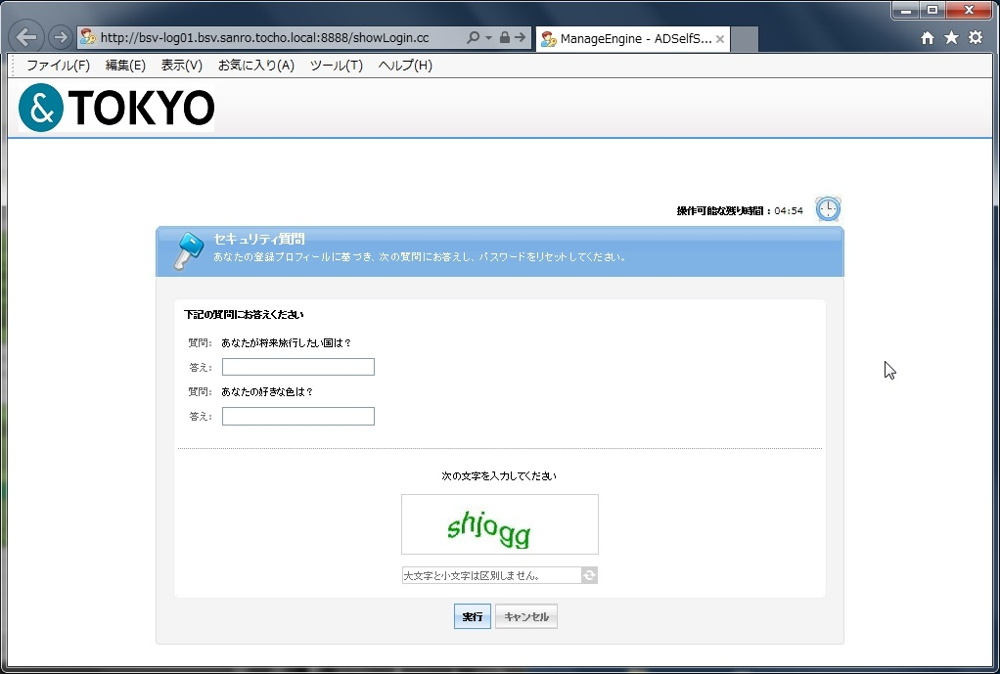 http://bsv-log01.bsv.sanro.tocho.local:8888/showLogin.cc
ManageEngine - ADSelfS...
ファイル(F) 編集(E) 表示(V) お気に入り(A) ツール(T) ヘルプ(H)
& TOKYO
操作可能な残り時間：04:54
セキュリティ質問
あなたの登録プロフィールに基づき、次の質問にお答えし、パスワードをリセットしてください。
下記の質問にお答えください
質問: あなたが将来旅行したい国は？
答え:
質問: あなたの好きな色は？
答え:
次の文字を入力してください
shjogg
大文字と小文字は区別しません。
実行 キャンセル